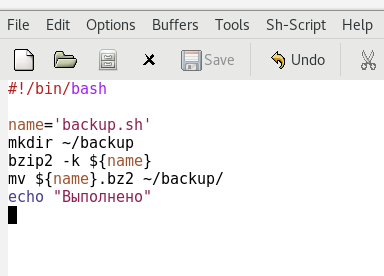 File Edit Options Buffers Tools Sh-Script Help
Save Undo
#!/bin/bash
name='backup.sh'
mkdir ~/backup
bzip2 -k ${name}
mv ${name}.bz2 ~/backup/
echo "Выполнено"